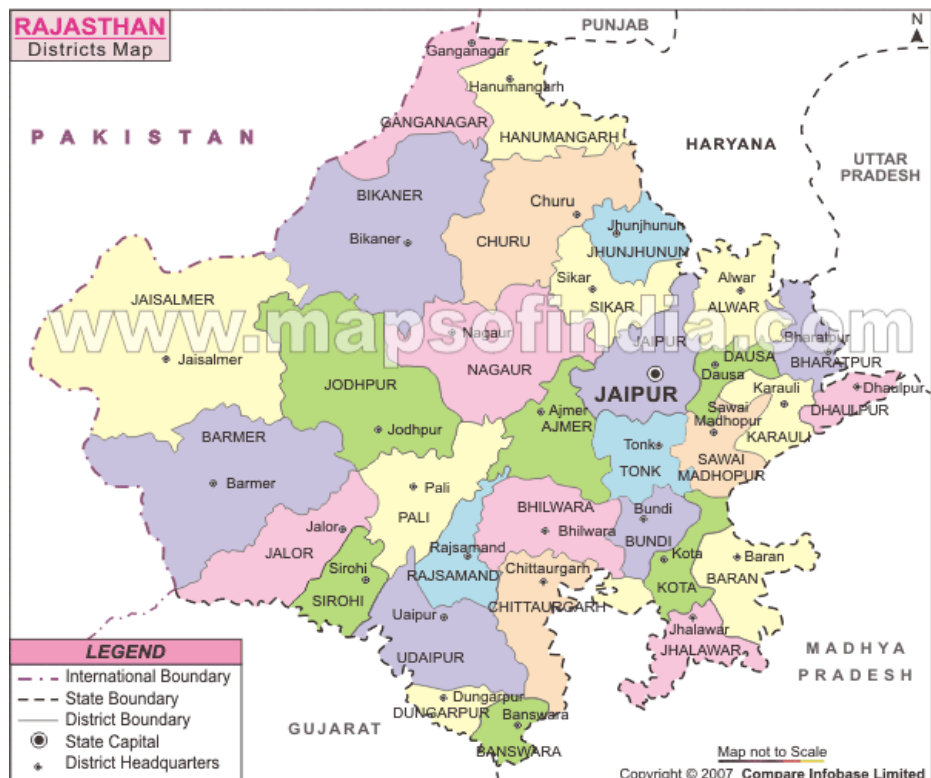 RAJASTHAN
Districts Map
PUNJAB
N
Ganganagar
Hanumangarh
GANGANAGAR
PAKISTAN
HANUMANGARH
HARYANA
UTTAR
PRADESH
BIKANER
Churu
Bikaner
CHURU
Jhunjhunun
JHUNJHUNUN
Sikar
SIKAR
Alwar
ALWAR
JAISALMER
www.mapsofindia.com
Jaisalmer
Nagaur
NAGAUR
JAIPUR
Bharatpur
BHARATPUR
DAUSA
Dausa
JODHPUR
JAIPUR
Karauli
Dhaulpur
DHAULPUR
Ajmer
AJMER
Sawai
Madhopur
KARAULI
BARMER
Jodhpur
Tonk
TONK
SAWAI
MADHOPUR
Barmer
Pali
PALI
BHILWARA
Bhilwara
Bundi
BUNDI
Jalor
JALOR
Rajsamand
RAJSAMAND
Kota
KOTA
Baran
BARAN
Sirohi
SIROHI
Chittaurgarh
CHITTAURGARH
Uaipur
UDAIPUR
Jhalawar
JHALAWAR
MADHYA
PRADESH
Dungarpur
DUNGARPUR
Banswara
BANSWARA
GUJARAT
LEGEND
International Boundary
State Boundary
District Boundary
State Capital
District Headquarters
Map not to Scale
Copyright © 2007 Compare Infobase Limited